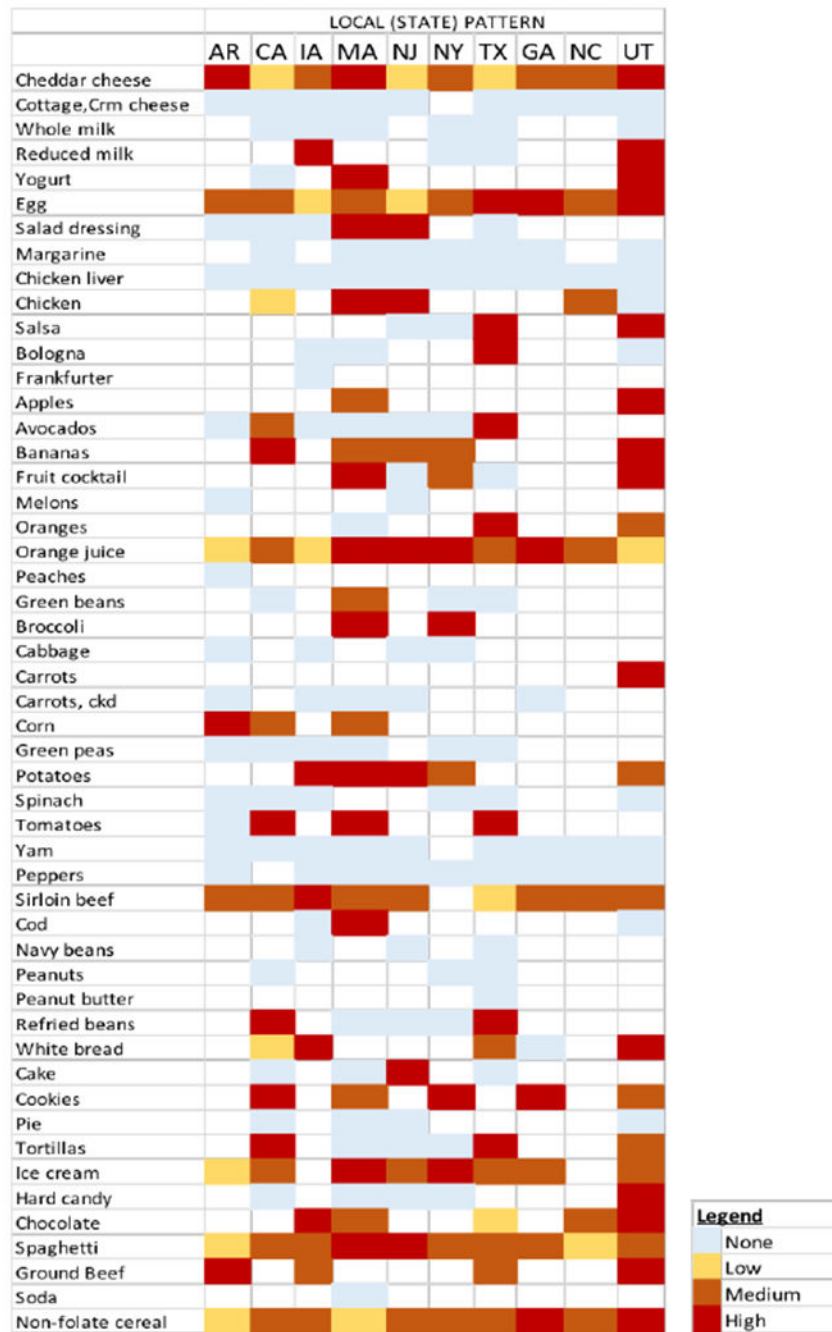 LOCAL (STATE) PATTERN
AR CA IA MA NJ NY TX GA NC UT
Cheddar cheese
Cottage,Crm cheese
Whole milk
Reduced milk
Yogurt
Egg
Salad dressing
Margarine
Chicken liver
Chicken
Salsa
Bologna
Frankfurter
Apples
Avocados
Bananas
Fruit cocktail
Melons
Oranges
Orange juice
Peaches
Green beans
Broccoli
Cabbage
Carrots
Carrots, ckd
Corn
Green peas
Potatoes
Spinach
Tomatoes
Yam
Peppers
Sirloin beef
Cod
Navy beans
Peanuts
Peanut butter
Refried beans
White bread
Cake
Cookies
Pie
Tortillas
Ice cream
Hard candy
Chocolate
Spaghetti
Ground Beef
Soda
Non-folate cereal
Legend
None
Low
Medium
High